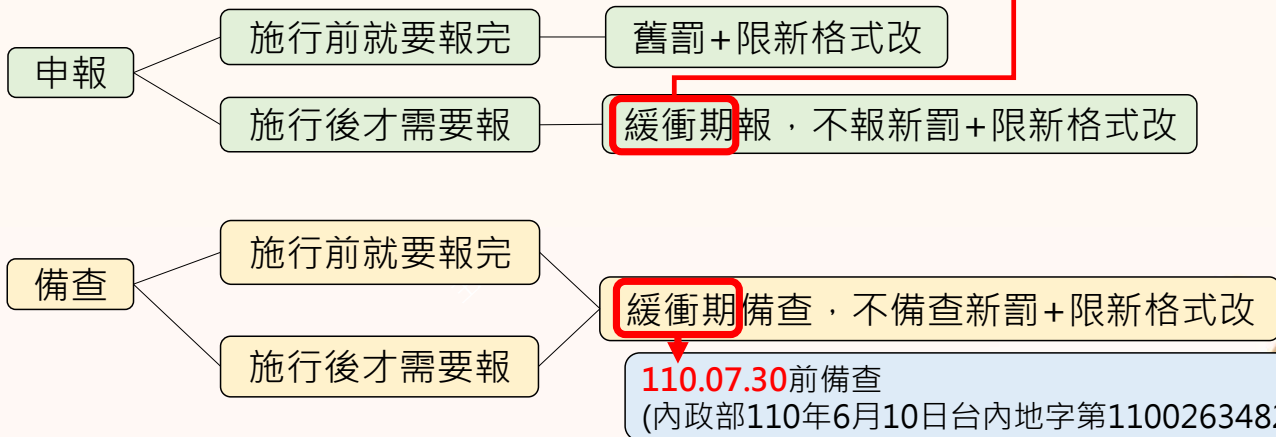 申報
施行前就要報完
舊罰+限新格式改
施行後才需要報
緩衝期報，不報新罰+限新格式改
備查
施行前就要報完
緩衝期備查，不備查新罰+限新格式改
施行後才需要報
110.07.30前備查
(內政部110年6月10日台內地字第1100263482